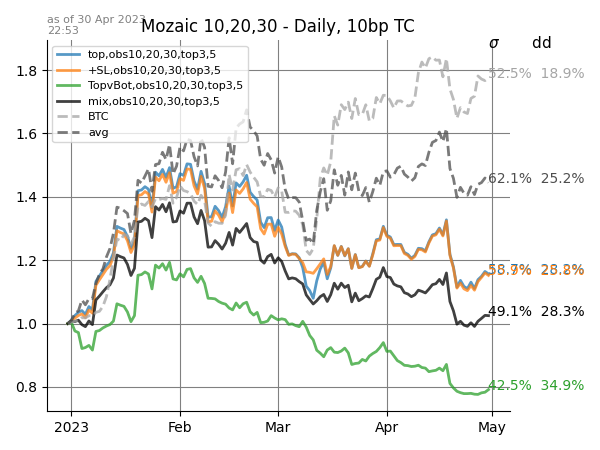 as of 30 Apr 2023
22:53
Mozaic 10,20,30 - Daily, 10bp TC
σ dd
top,obs10,20,30,top3,5
+SL,obs10,20,30,top3,5
TopvBot,obs10,20,30,top3,5
mix,obs10,20,30,top3,5
BTC
avg
1.8
1.6
1.4
1.2
1.0
0.8
52.5% 18.9%
62.1% 25.2%
49.1% 28.3%
42.5% 34.9%
2023 Feb Mar Apr May